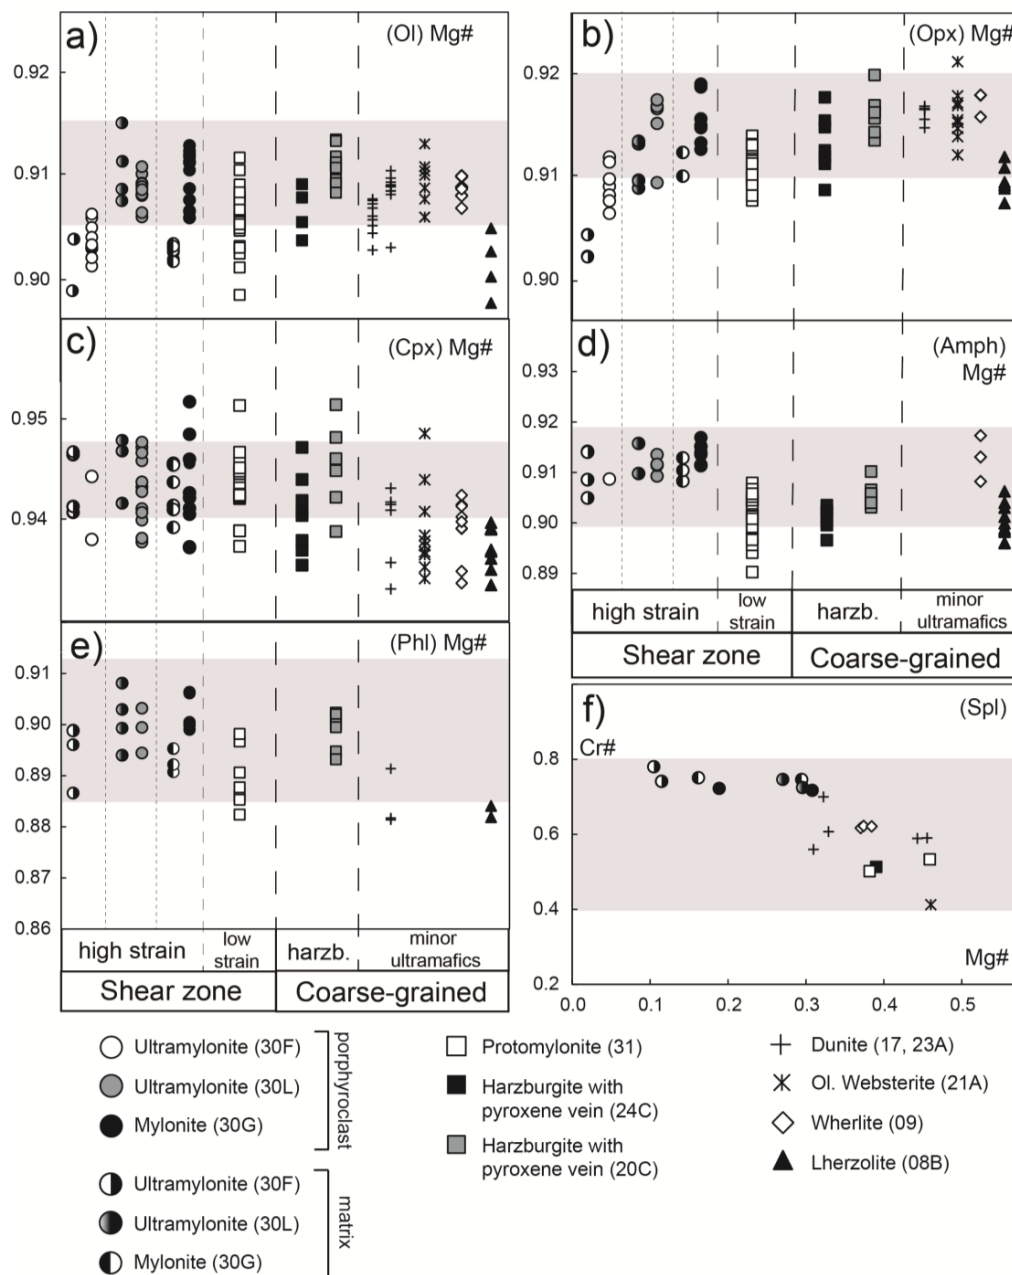 a)
(Ol) Mg#
0.92
0.91
0.90
b)
(Opx) Mg#
0.92
0.91
0.90
c)
(Cpx) Mg#
0.95
0.94
d)
(Amph)
Mg#
0.93
0.92
0.91
0.90
0.89
high strain
low
strain
harzb.
minor
ultramafics
Shear zone
Coarse-grained
e)
(Phl) Mg#
0.91
0.90
0.89
0.88
0.87
0.86
high strain
low
strain
harzb.
minor
ultramafics
Shear zone
Coarse-grained
f)
(Spl)
Cr#
0.8
0.6
0.4
0.2
Mg#
0.0
0.1
0.2
0.3
0.4
0.5
Ultramylonite (30F)
Ultramylonite (30L)
Mylonite (30G)
porphyroclast
Ultramylonite (30F)
Ultramylonite (30L)
Mylonite (30G)
matrix
Protomylonite (31)
Harzburgite with
pyroxene vein (24C)
Harzburgite with
pyroxene vein (20C)
Dunite (17, 23A)
Ol. Websterite (21A)
Wherlite (09)
Lherzolite (08B)